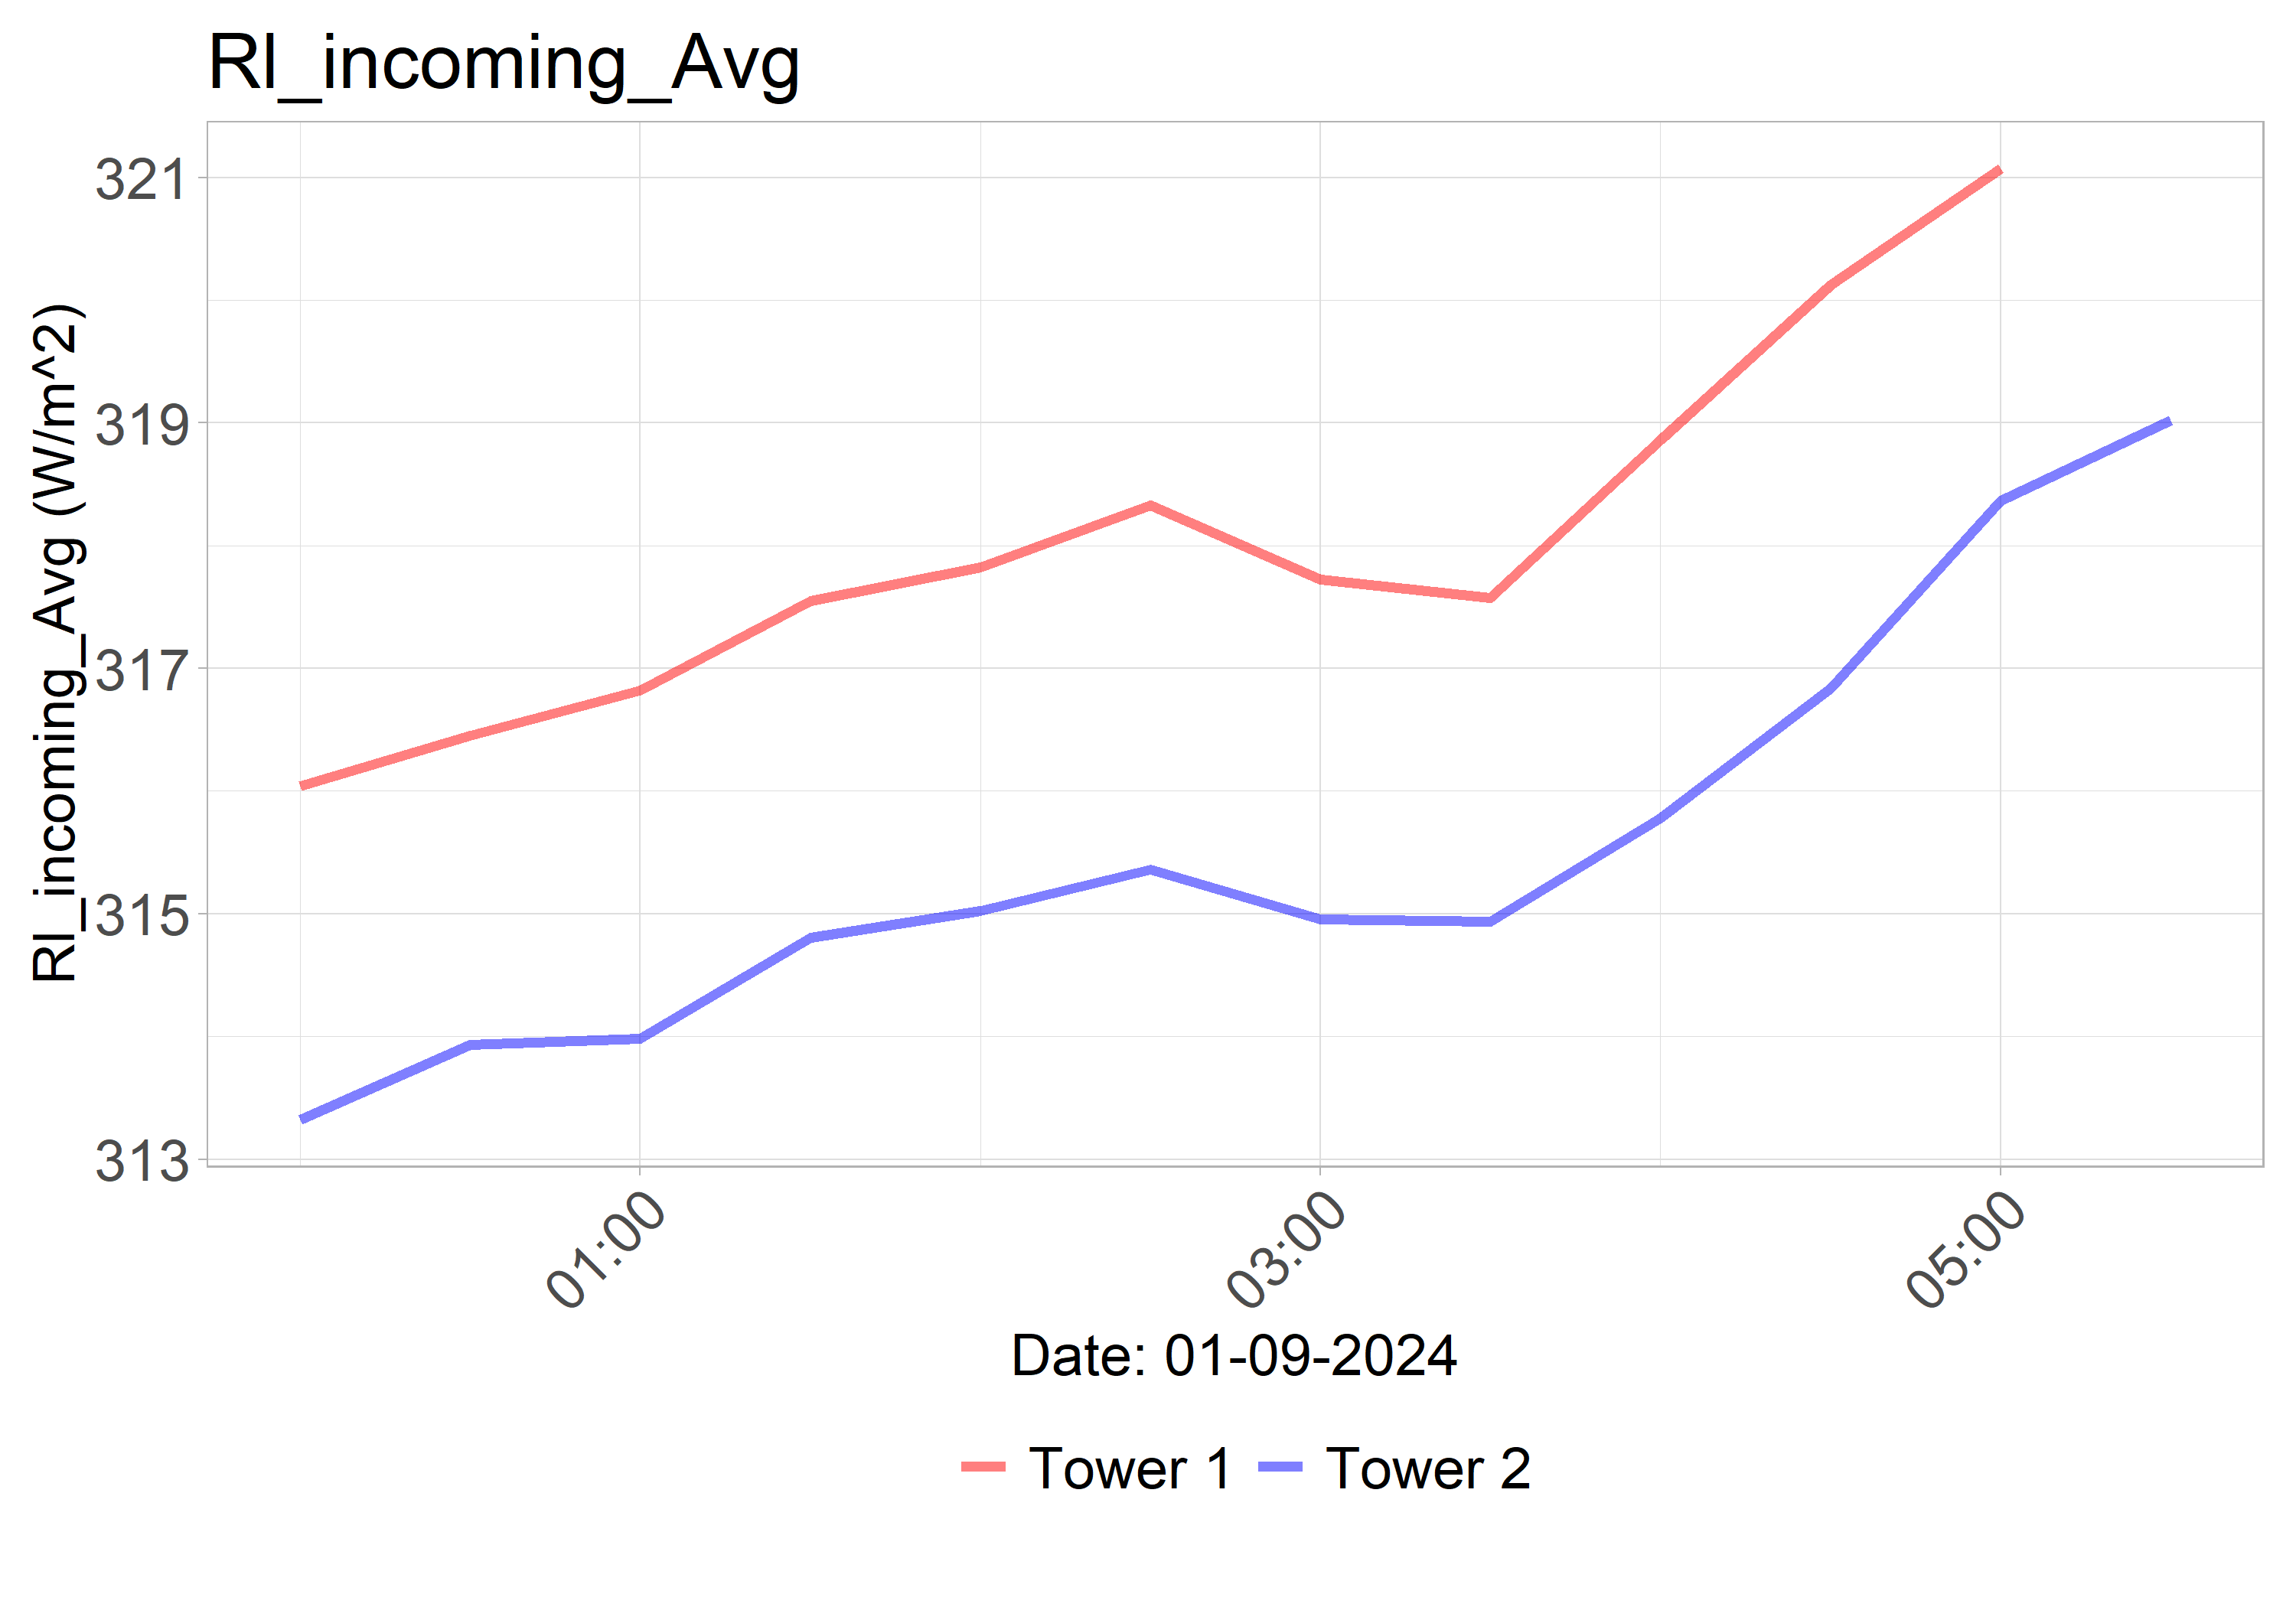 Rl_incoming_Avg
Rl_incoming_Avg (W/m^2)
321
319
317
315
313
01:00 03:00 05:00
Date: 01-09-2024
Tower 1 Tower 2